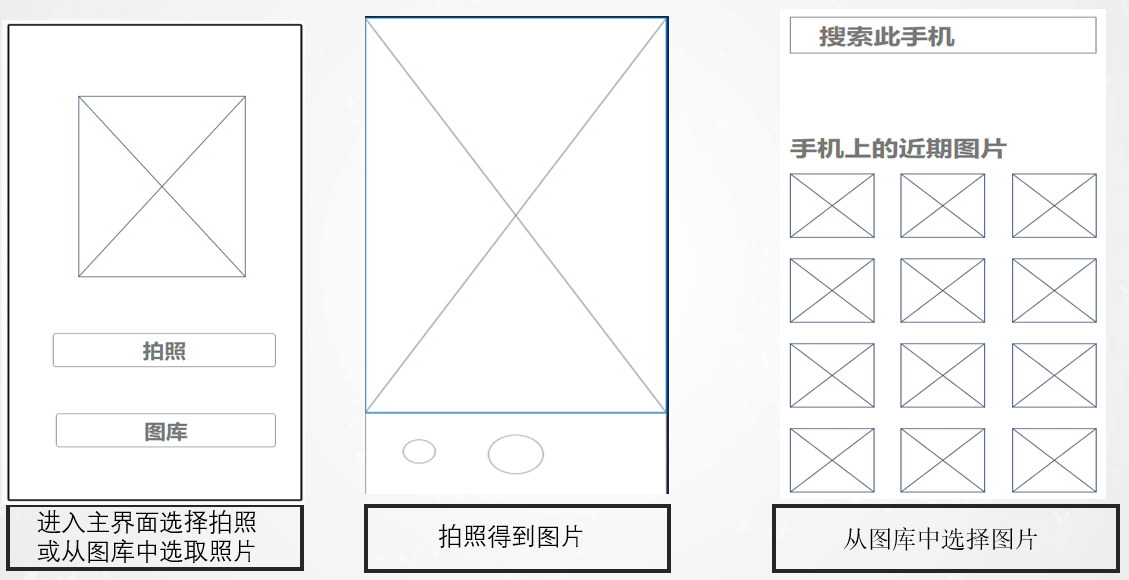 拍照
图库
进入主界面选择拍照
或从图库中选取照片
拍照得到图片
搜索此手机
手机上的近期图片
从图库中选择图片